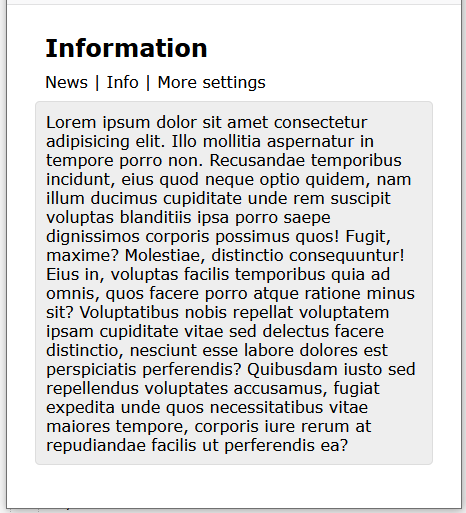 Information
News | Info | More settings
Lorem ipsum dolor sit amet consectetur
adipisicing elit. Illo mollitia aspernatur in
tempore porro non. Recusandae temporibus
incidunt, eius quod neque optio quidem, nam
illum ducimus cupiditate unde rem suscipit
voluptas blanditiis ipsa porro saepe
dignissimos corporis possimus quos! Fugit,
maxime? Molestiae, distinctio consequuntur!
Eius in, voluptas facilis temporibus quia ad
omnis, quos facere porro atque ratione minus
sit? Voluptatibus nobis repellat voluptatem
ipsam cupiditate vitae sed delectus facere
distinctio, nesciunt esse labore dolores est
perspiciatis perferendis? Quibusdam iusto sed
repellendus voluptates accusamus, fugiat
expedita unde quos necessitatibus vitae
maiores tempore, corporis iure rerum at
repudiandae facilis ut perferendis ea?